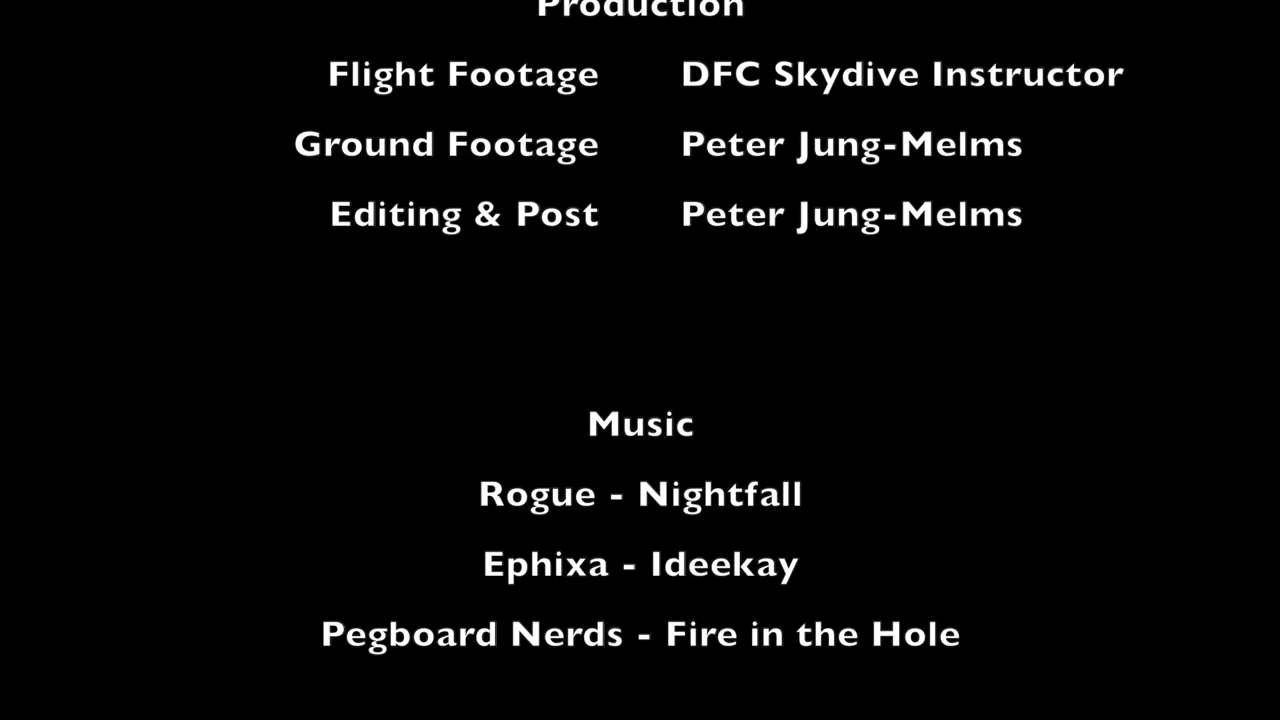 Production
Flight Footage DFC Skydive Instructor
Ground Footage Peter Jung-Melms
Editing & Post Peter Jung-Melms
Music
Rogue - Nightfall
Ephixa - Ideekay
Pegboard Nerds - Fire in the Hole